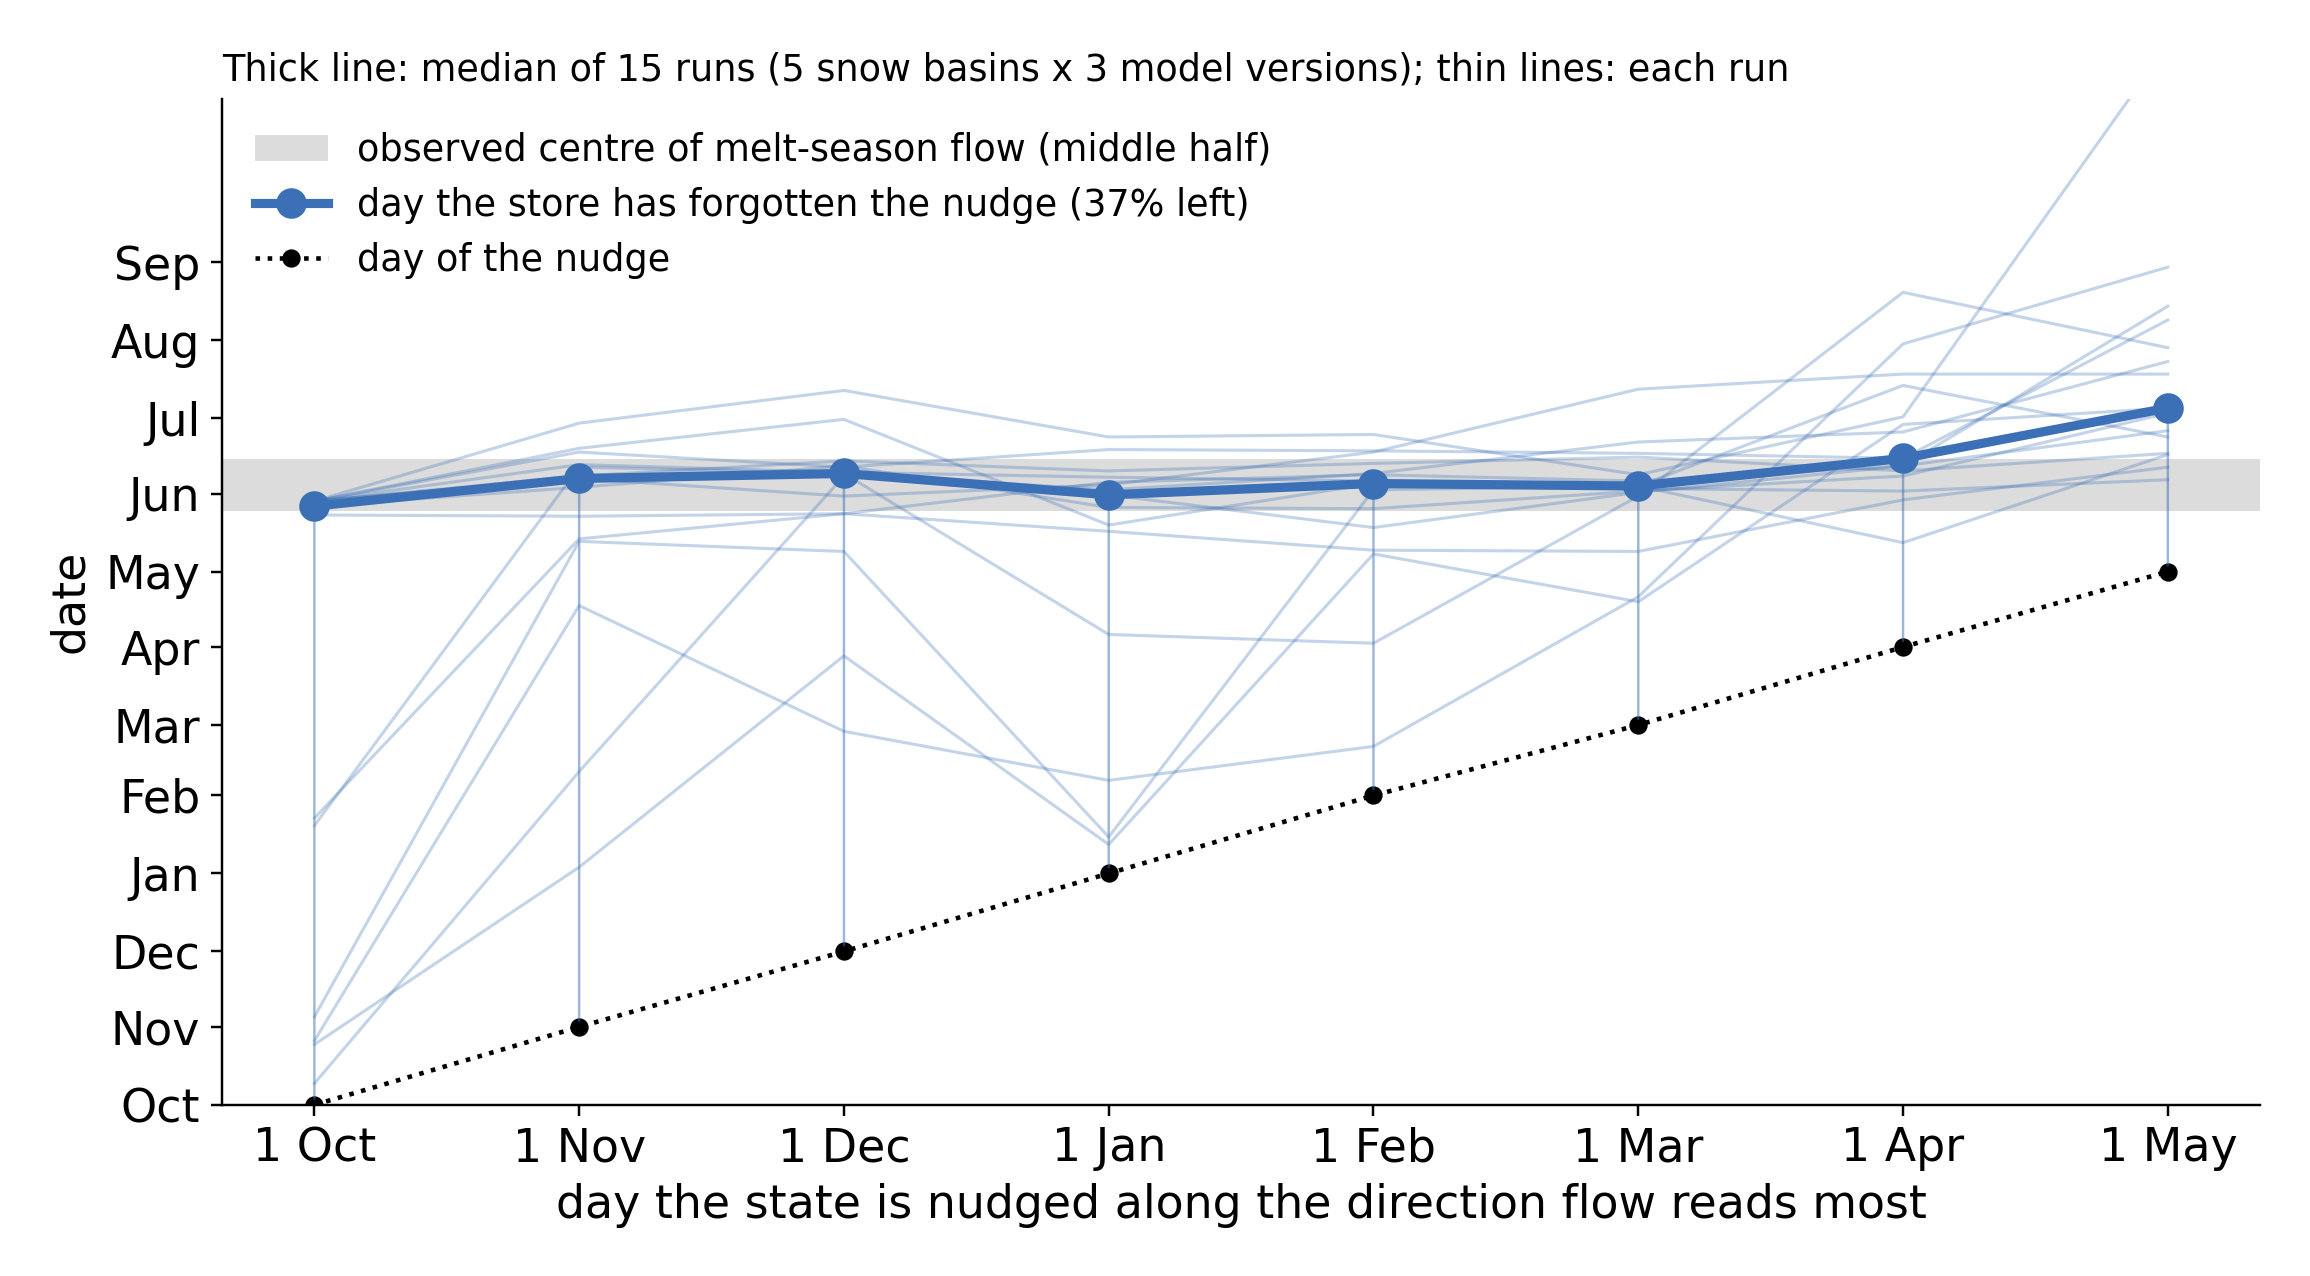 Thick line: median of 15 runs (5 snow basins x 3 model versions); thin lines: each run
observed centre of melt-season flow (middle half)
day the store has forgotten the nudge (37% left)
day of the nudge
date
Sep
Aug
Jul
Jun
May
Apr
Mar
Feb
Jan
Dec
Nov
Oct
1 Oct
1 Nov
1 Dec
1 Jan
1 Feb
1 Mar
1 Apr
1 May
day the state is nudged along the direction flow reads most